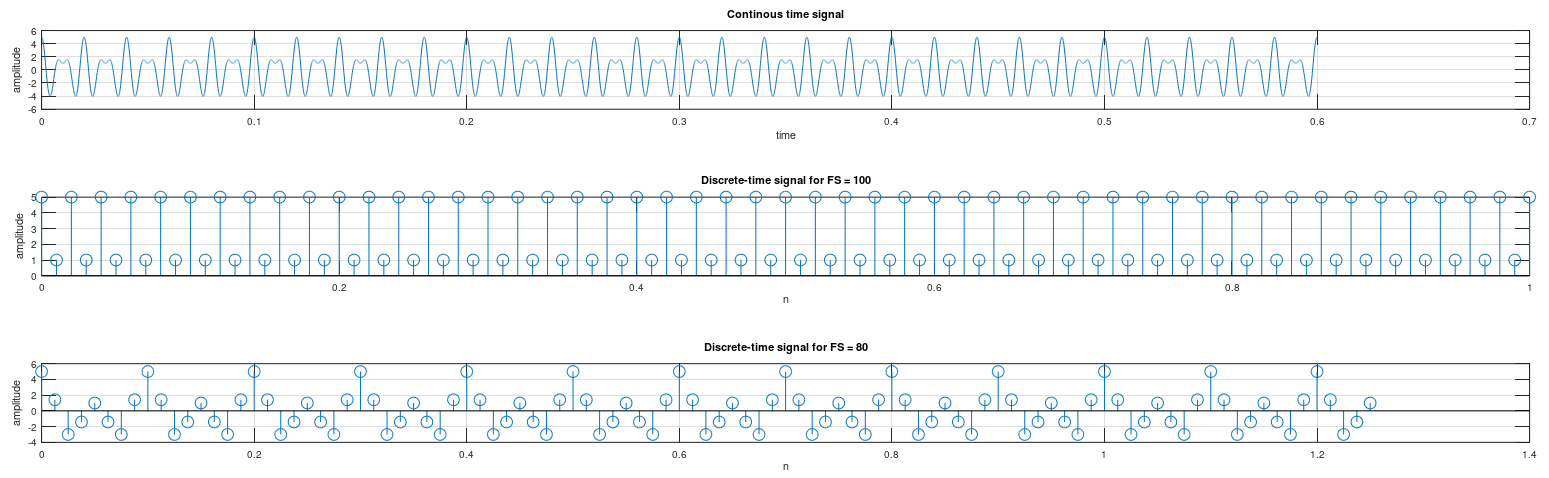 Continous time signal
6
4
2
0
-2
-4
-6
amplitude
0 0.1 0.2 0.3 0.4 0.5 0.6 0.7
time
Discrete-time signal for FS = 100
5
4
3
2
1
0
amplitude
0 0.2 0.4 0.6 0.8 1
n
Discrete-time signal for FS = 80
6
4
2
0
-2
-4
amplitude
0 0.2 0.4 0.6 0.8 1 1.2 1.4
n